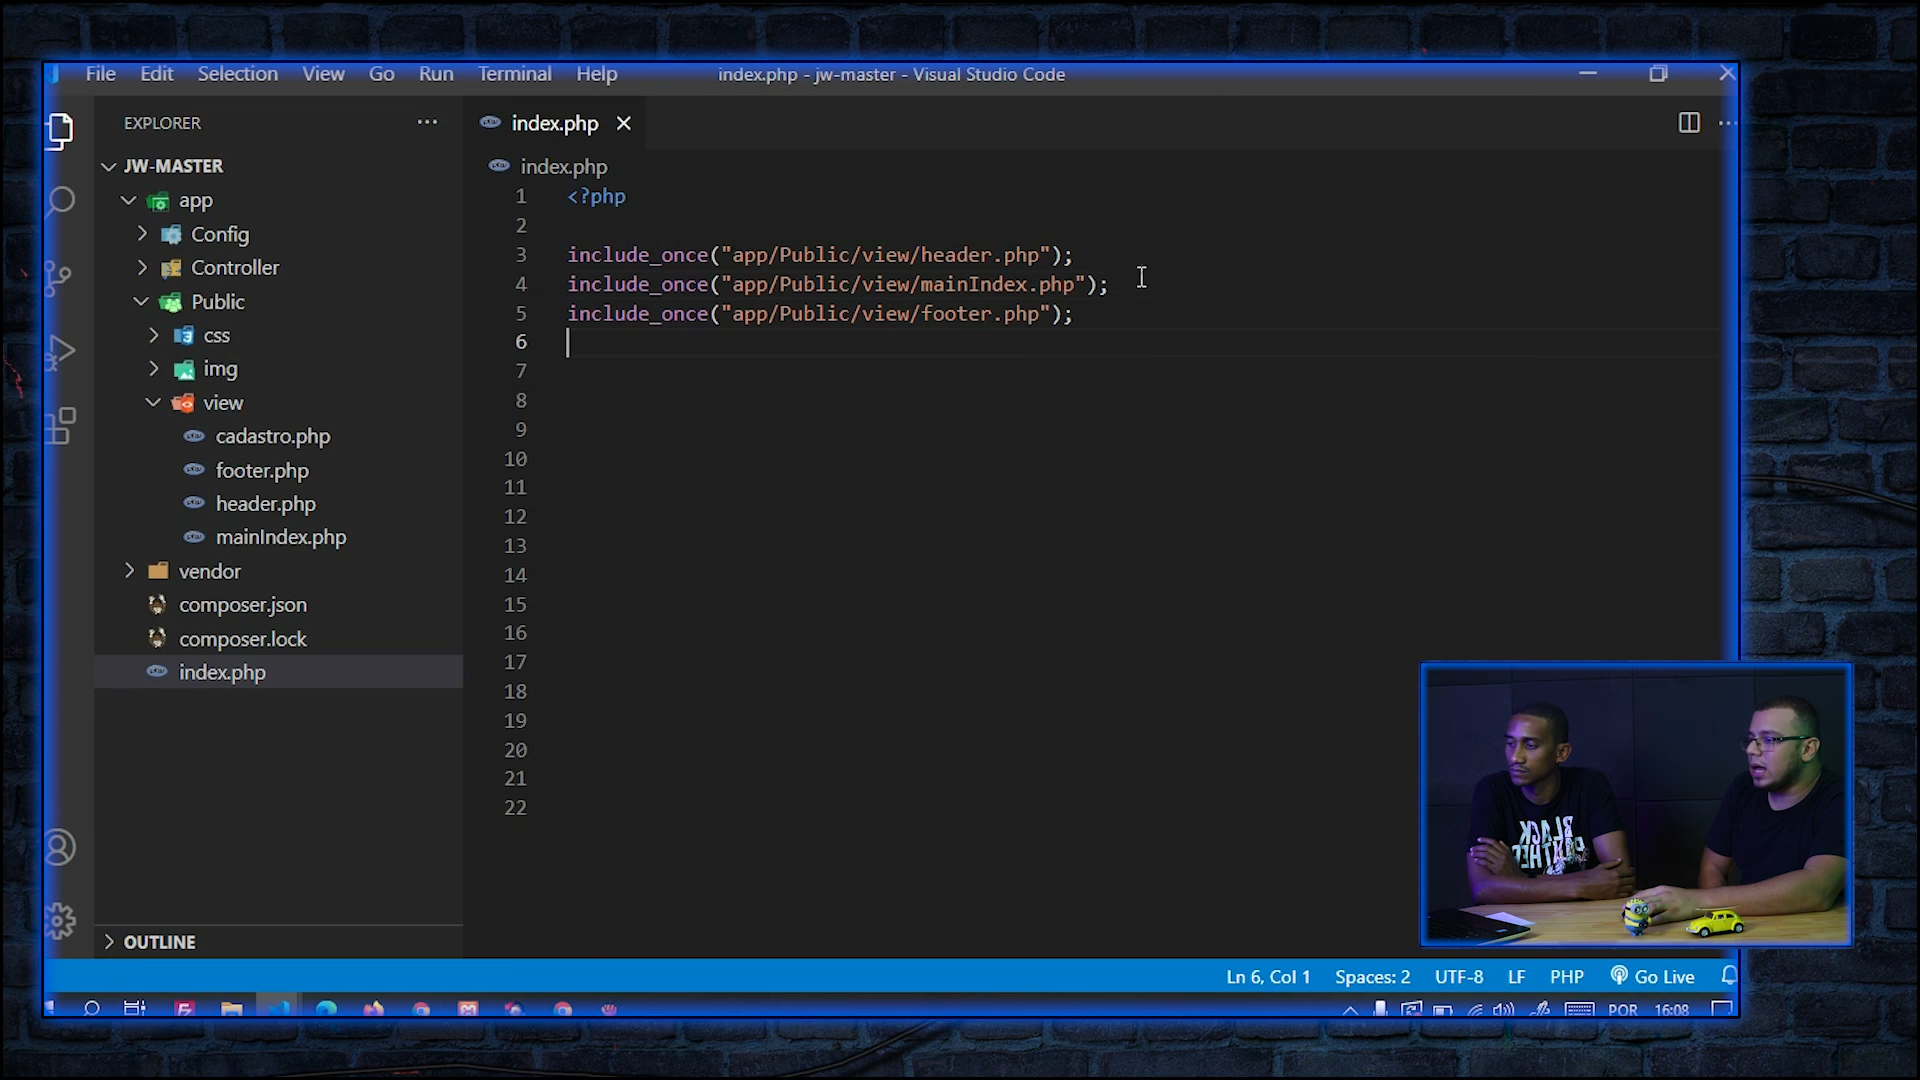 File Edit Selection View Go Run Terminal Help index.php - jw-master - Visual Studio Code
EXPLORER
index.php
JW-MASTER
app
Config
Controller
Public
css
img
view
cadastro.php
footer.php
header.php
mainIndex.php
vendor
composer.json
composer.lock
index.php
OUTLINE
index.php
1 <?php
2
3 include_once("app/Public/view/header.php");
4 include_once("app/Public/view/mainIndex.php");
5 include_once("app/Public/view/footer.php");
6
7
8
9
10
11
12
13
14
15
16
17
18
19
20
21
22
BLACK
PANTHER
Ln 6, Col 1 Spaces: 2 UTF-8 LF PHP Go Live
POR 16:08